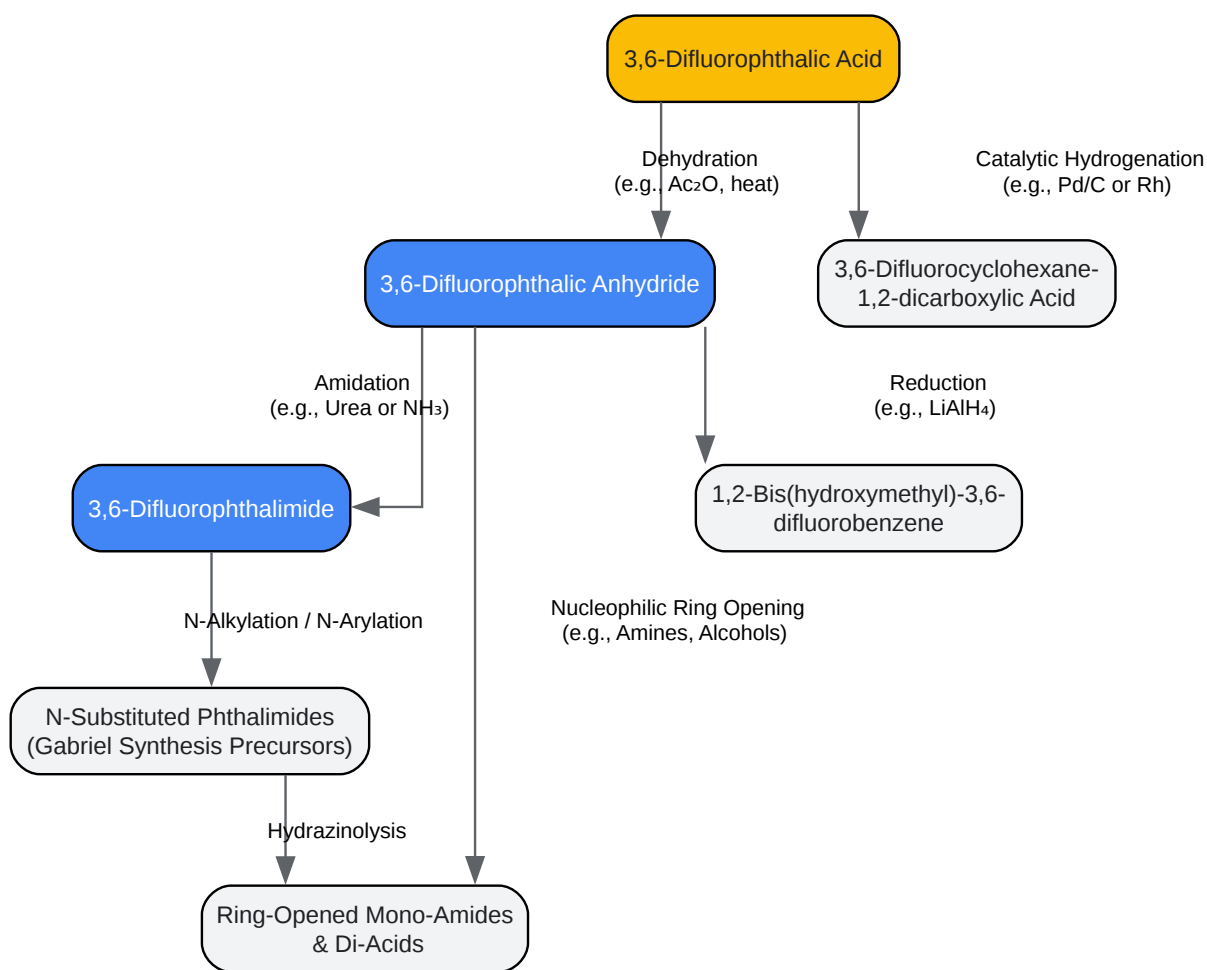 3,6-Difluorophthalic Acid
Dehydration
(e.g., Ac₂O, heat)
Catalytic Hydrogenation
(e.g., Pd/C or Rh)
3,6-Difluorophthalic Anhydride
3,6-Difluorocyclohexane-
1,2-dicarboxylic Acid
Amidation
(e.g., Urea or NH₃)
Reduction
(e.g., LiAlH₄)
3,6-Difluorophthalimide
1,2-Bis(hydroxymethyl)-3,6-
difluorobenzene
N-Alkylation / N-Arylation
Nucleophilic Ring Opening
(e.g., Amines, Alcohols)
N-Substituted Phthalimides
(Gabriel Synthesis Precursors)
Hydrazinolysis
Ring-Opened Mono-Amides
& Di-Acids